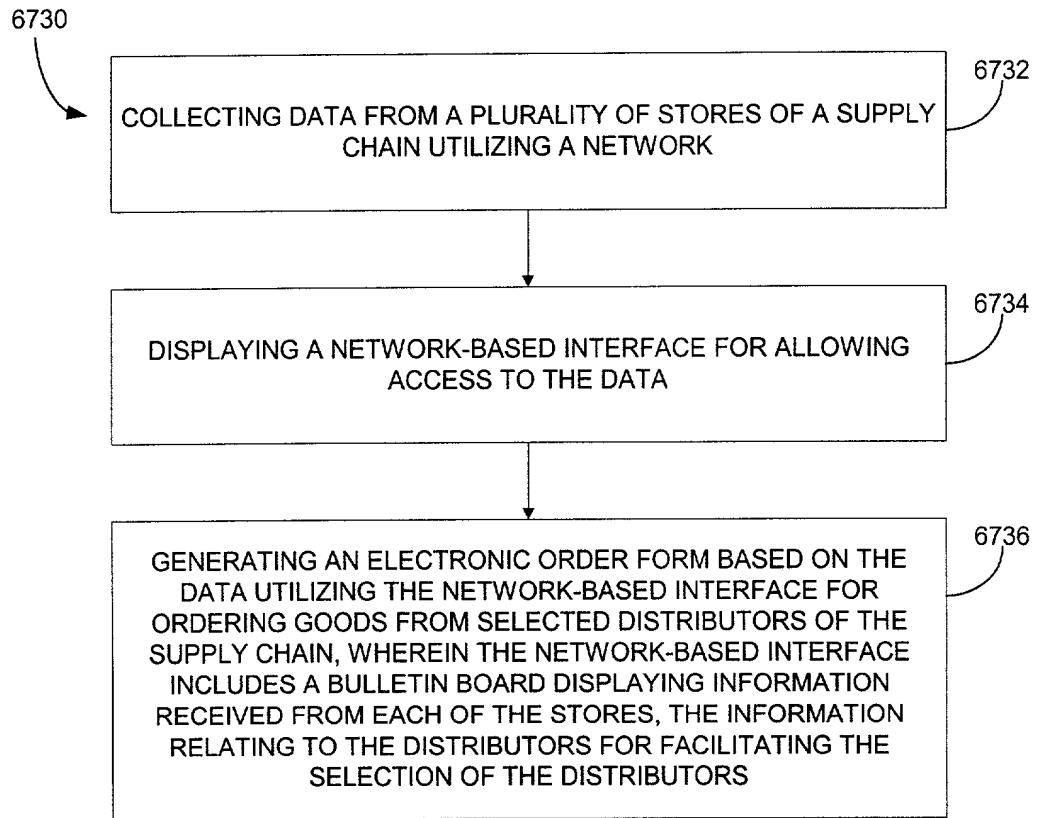 6730
6732
COLLECTING DATA FROM A PLURALITY OF STORES OF A SUPPLY
CHAIN UTILIZING A NETWORK
6734
DISPLAYING A NETWORK-BASED INTERFACE FOR ALLOWING
ACCESS TO THE DATA
6736
GENERATING AN ELECTRONIC ORDER FORM BASED ON THE
DATA UTILIZING THE NETWORK-BASED INTERFACE FOR
ORDERING GOODS FROM SELECTED DISTRIBUTORS OF THE
SUPPLY CHAIN, WHEREIN THE NETWORK-BASED INTERFACE
INCLUDES A BULLETIN BOARD DISPLAYING INFORMATION
RECEIVED FROM EACH OF THE STORES, THE INFORMATION
RELATING TO THE DISTRIBUTORS FOR FACILITATING THE
SELECTION OF THE DISTRIBUTORS